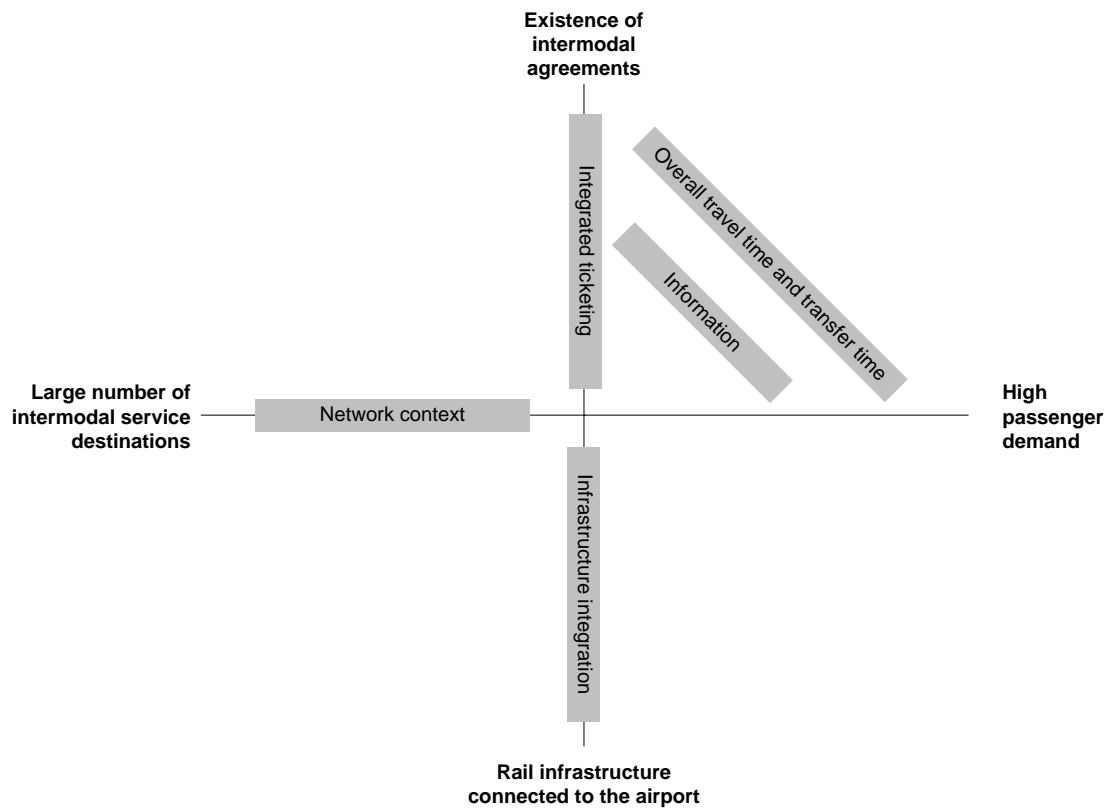 Existence of
intermodal
agreements
Integrated ticketing
Overall travel time and transfer time
Information
Large number of
intermodal service
destinations
Network context
High
passenger
demand
Infrastructure integration
Rail infrastructure
connected to the airport